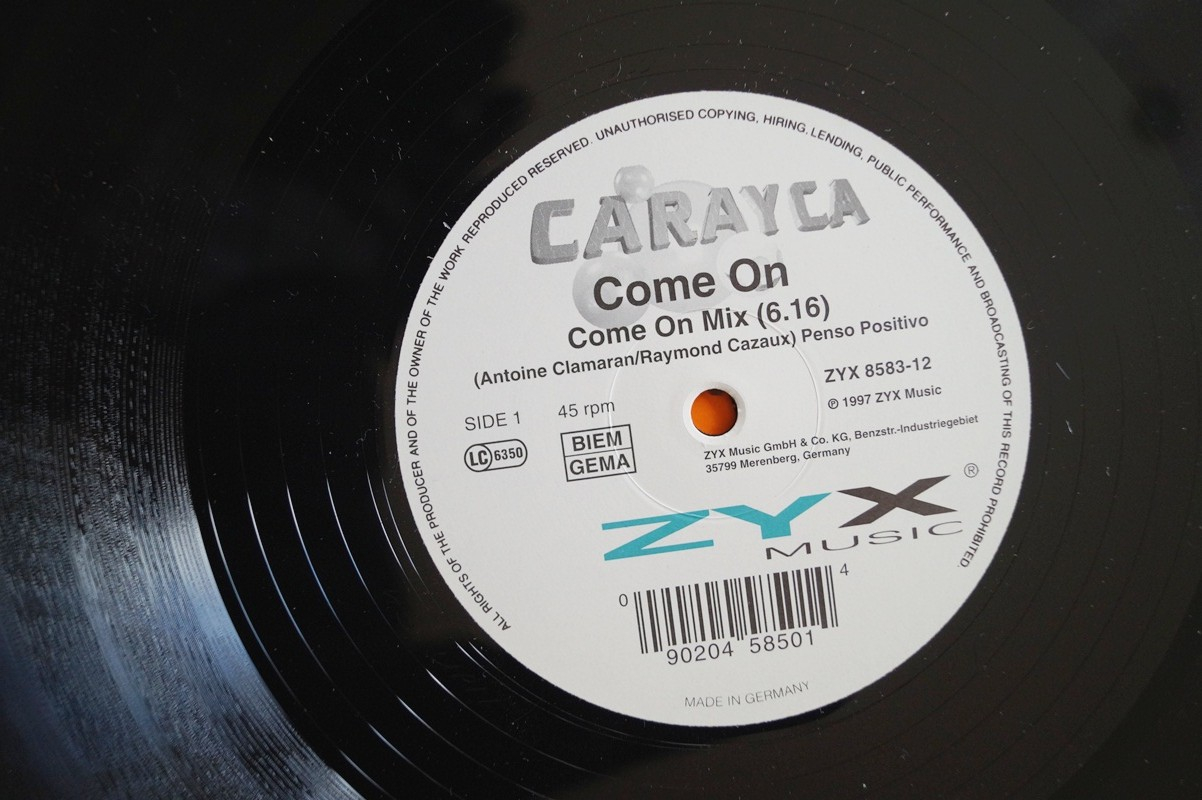 ALL RIGHTS OF THE PRODUCER AND OF THE OWNER OF THE WORK REPRODUCED RESERVED. UNAUTHORISED COPYING, HIRING, LENDING, PUBLIC PERFORMANCE AND BROADCASTING OF THIS RECORD PROHIBITED.
CARAYCA
Come On
Come On Mix (6.16)
(Antoine Clamaran/Raymond Cazaux) Penso Positivo
ZYX 8583-12
℗ 1997 ZYX Music
SIDE 1
45 rpm
LC 6350
BIEM
GEMA
ZYX Music GmbH & Co. KG, Benzstr.-Industriegebiet
35799 Merenberg, Germany
ZYX ®
MUSIC
0 90204 58501 4
MADE IN GERMANY